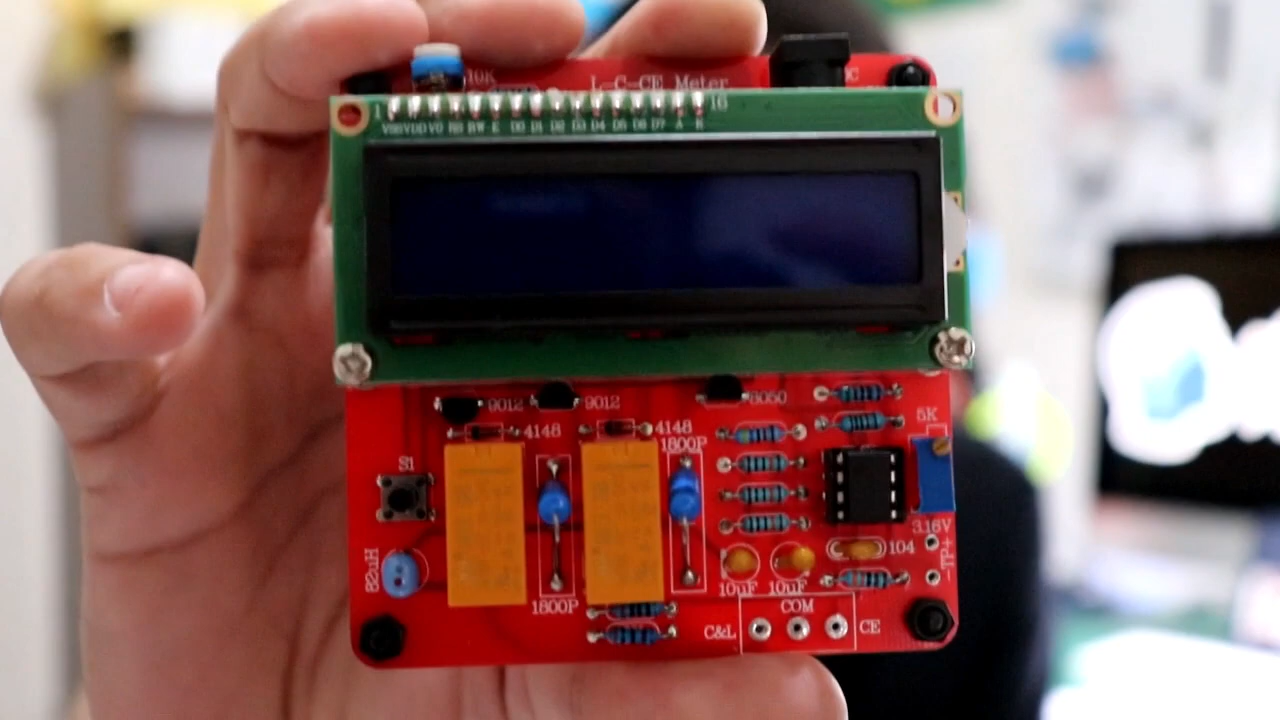 10K
L-C-CE Meter
DC
1
16
VSS VDD V0 RS RW E D0 D1 D2 D3 D4 D5 D6 D7 A K
9012
9012
8050
4148
4148
5K
1800P
S1
3.16V
104
-TP+
82uH
10uF
10uF
1800P
COM
C&L
CE